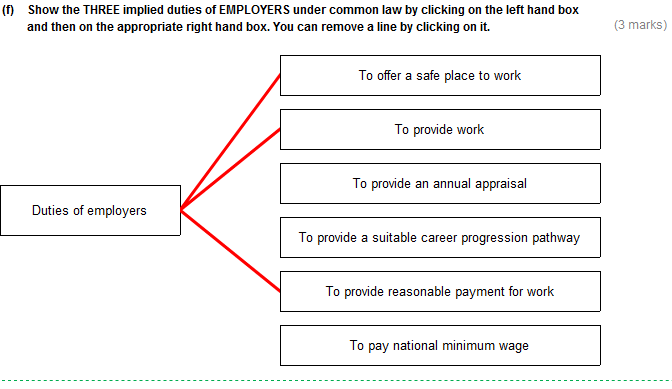 (f) Show the THREE implied duties of EMPLOYERS under common law by clicking on the left hand box
and then on the appropriate right hand box. You can remove a line by clicking on it.
(3 marks)
To offer a safe place to work
To provide work
To provide an annual appraisal
Duties of employers
To provide a suitable career progression pathway
To provide reasonable payment for work
To pay national minimum wage